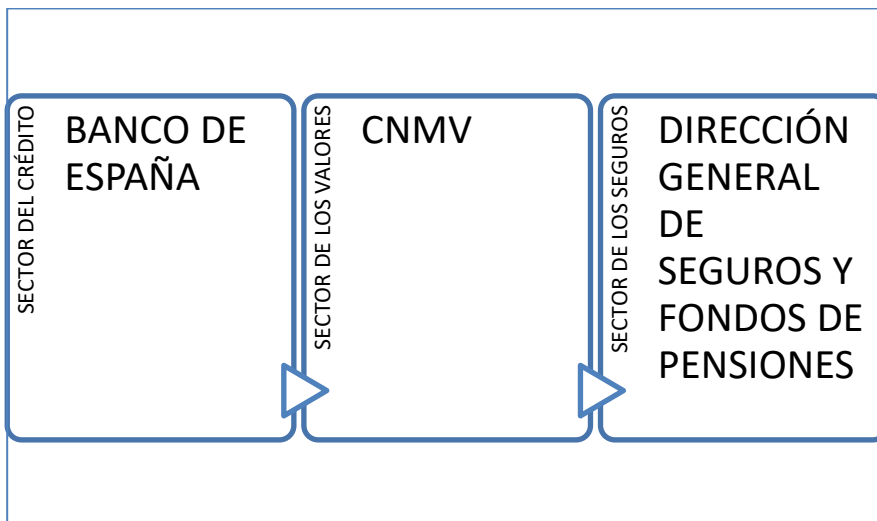 SECTOR DEL CRÉDITO
BANCO DE
ESPAÑA
SECTOR DE LOS VALORES
CNMV
SECTOR DE LOS SEGUROS
DIRECCIÓN
GENERAL
DE
SEGUROS Y
FONDOS DE
PENSIONES